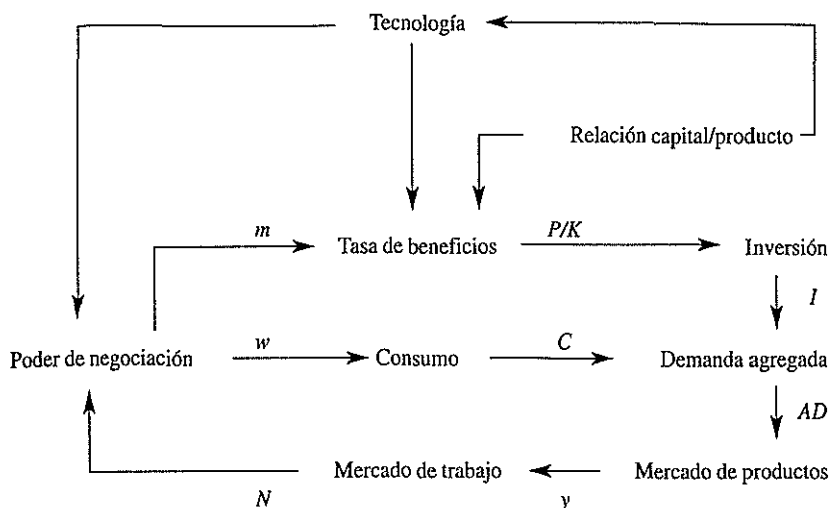 Tecnología
Relación capital/producto
m
Tasa de beneficios
P/K
Inversión
I
Poder de negociación
w
Consumo
C
Demanda agregada
AD
Mercado de trabajo
Mercado de productos
N
y